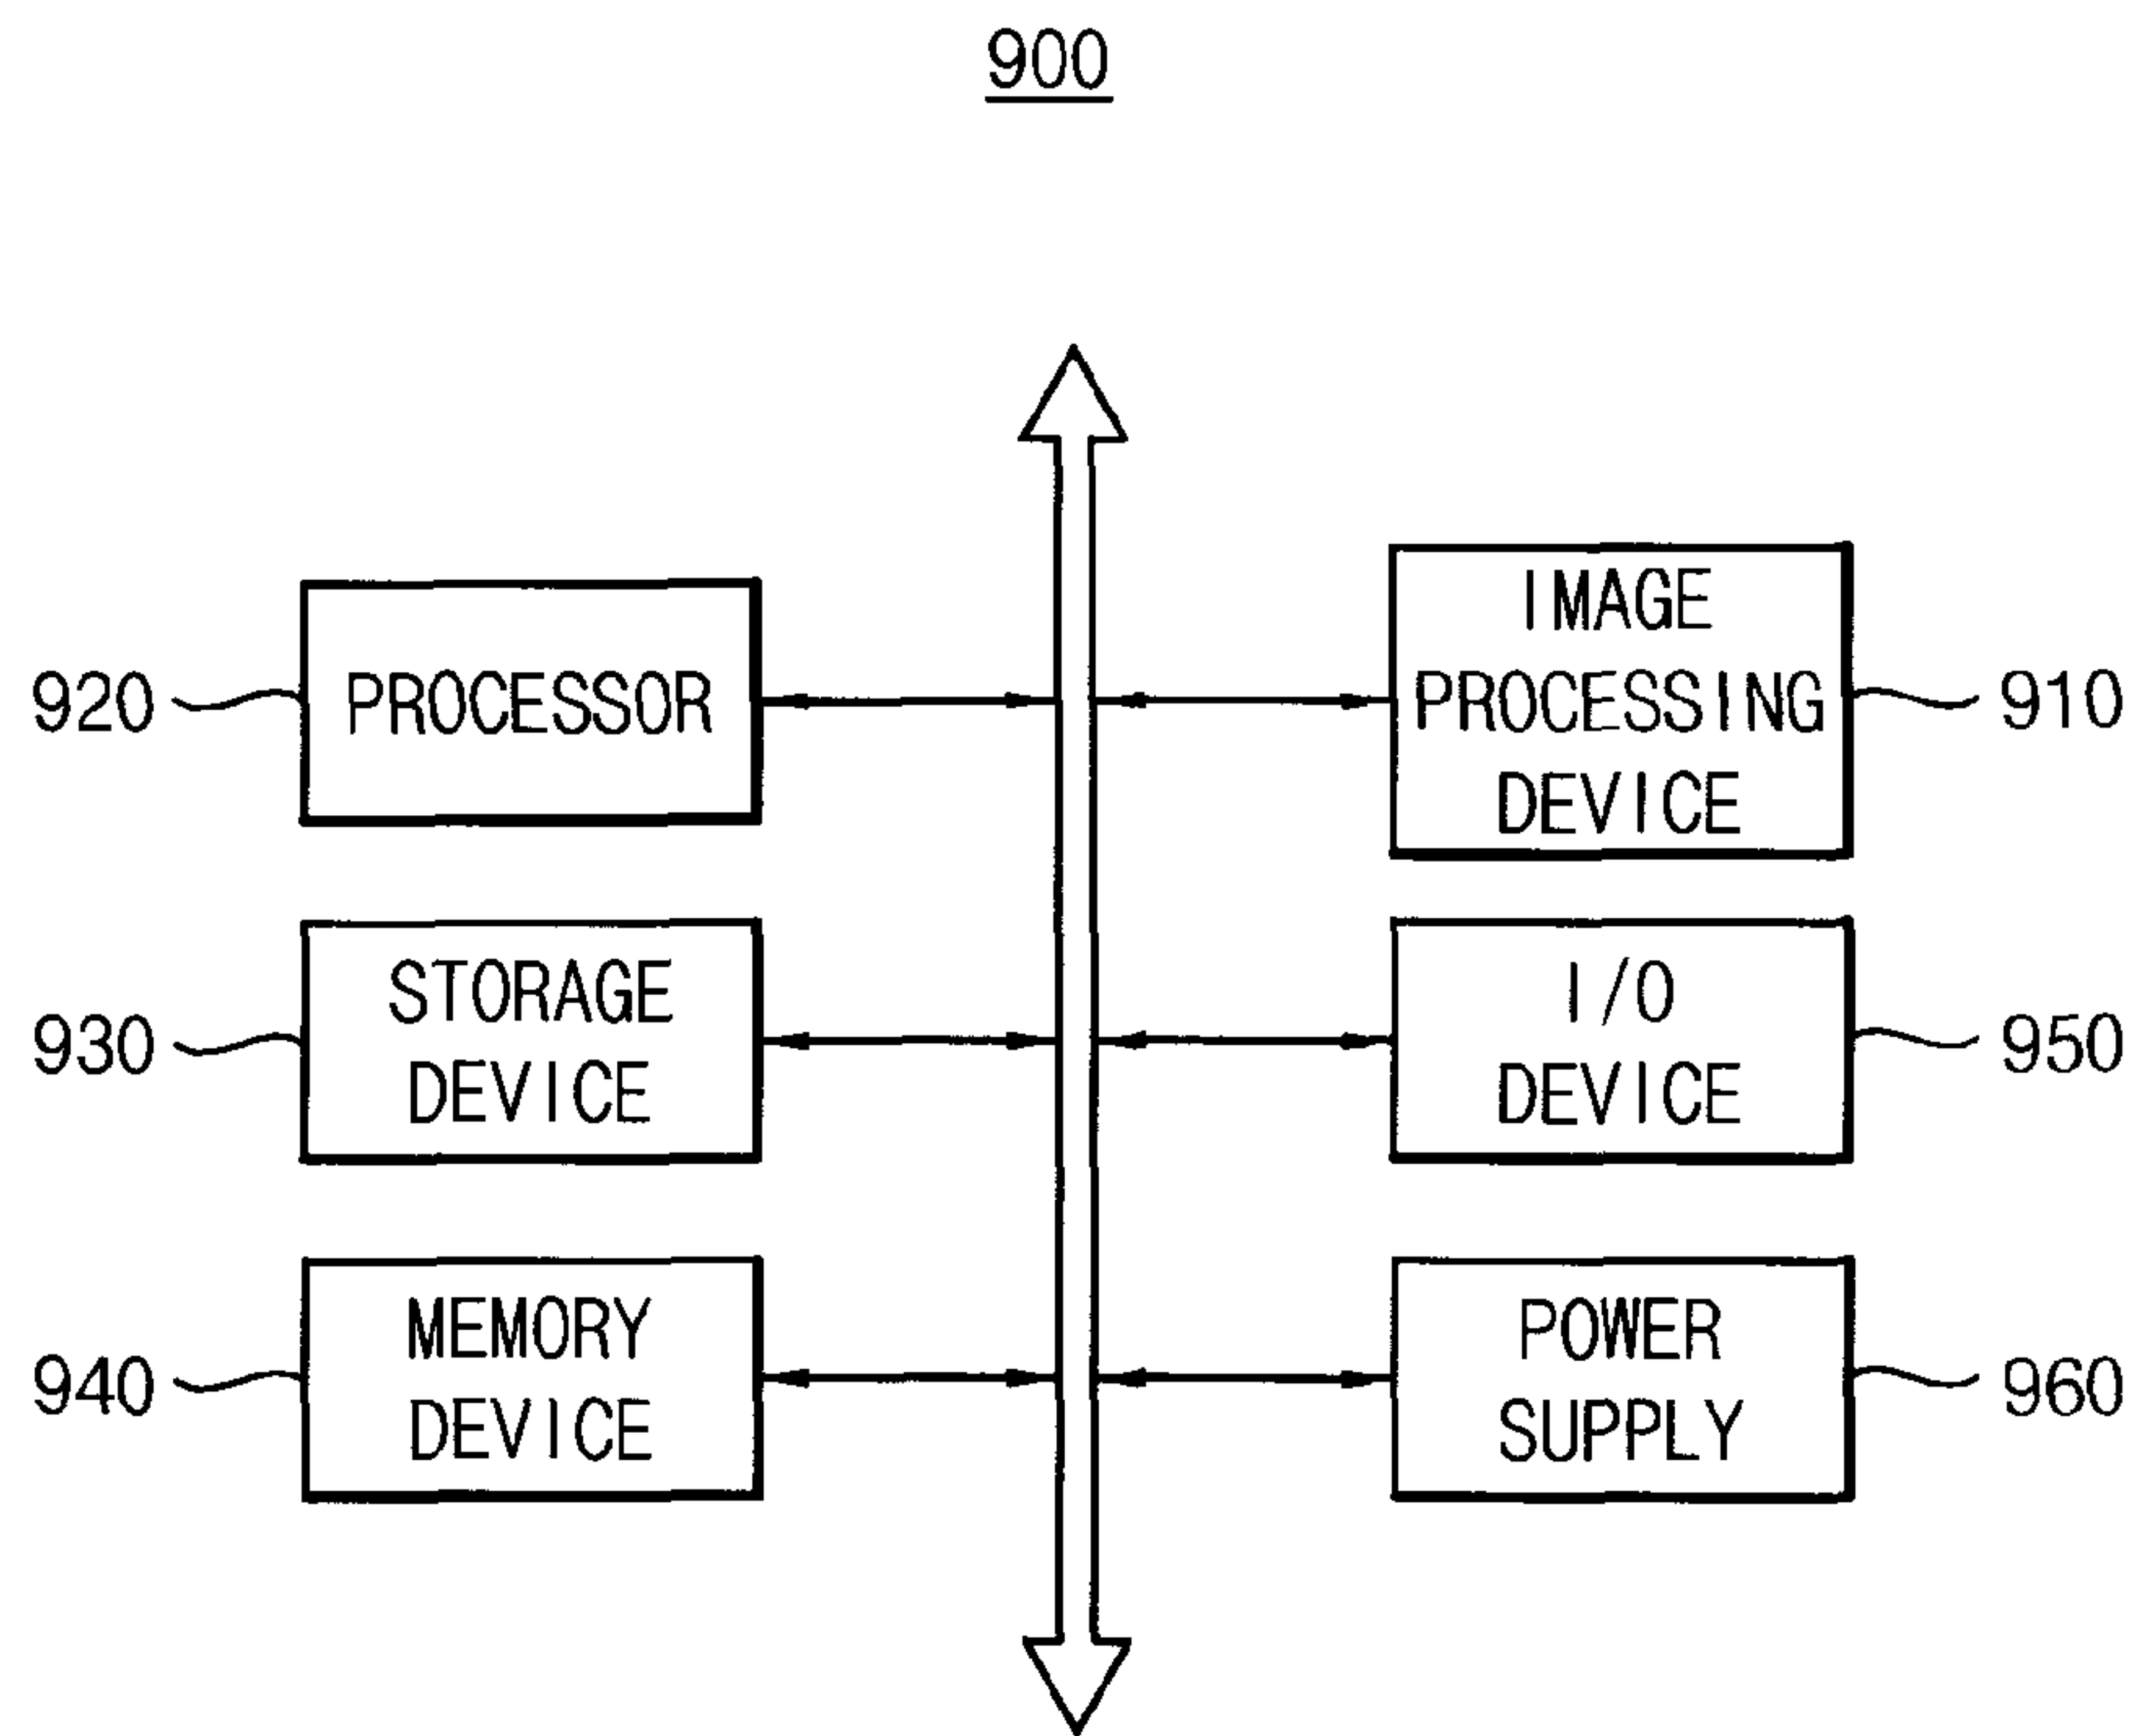 900
920
PROCESSOR
IMAGE
PROCESSING
DEVICE
910
930
STORAGE
DEVICE
I/O
DEVICE
950
940
MEMORY
DEVICE
POWER
SUPPLY
960